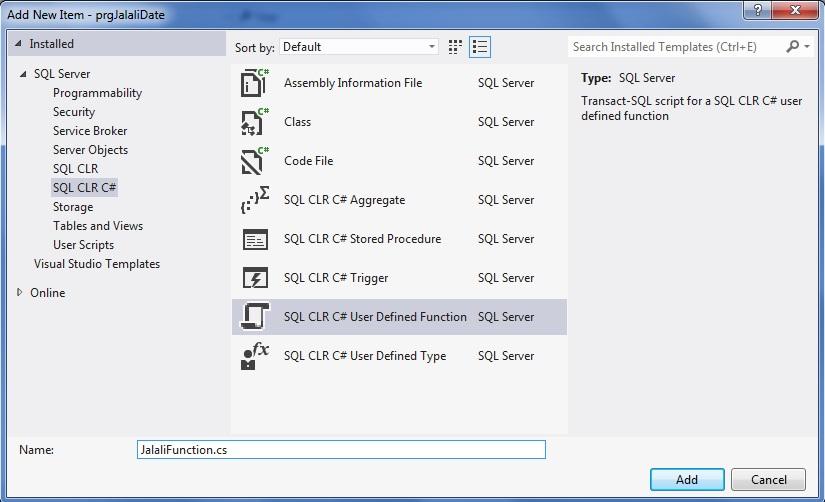 Add New Item - prgJalaliDate
Installed
Sort by: Default
Search Installed Templates (Ctrl+E)
SQL Server
Programmability
Security
Service Broker
Server Objects
SQL CLR
SQL CLR C#
Storage
Tables and Views
User Scripts
Visual Studio Templates
Online
Assembly Information File SQL Server
Class SQL Server
Code File SQL Server
SQL CLR C# Aggregate SQL Server
SQL CLR C# Stored Procedure SQL Server
SQL CLR C# Trigger SQL Server
SQL CLR C# User Defined Function SQL Server
SQL CLR C# User Defined Type SQL Server
Type: SQL Server
Transact-SQL script for a SQL CLR C# user
defined function
Name: JalaliFunction.cs
Add Cancel